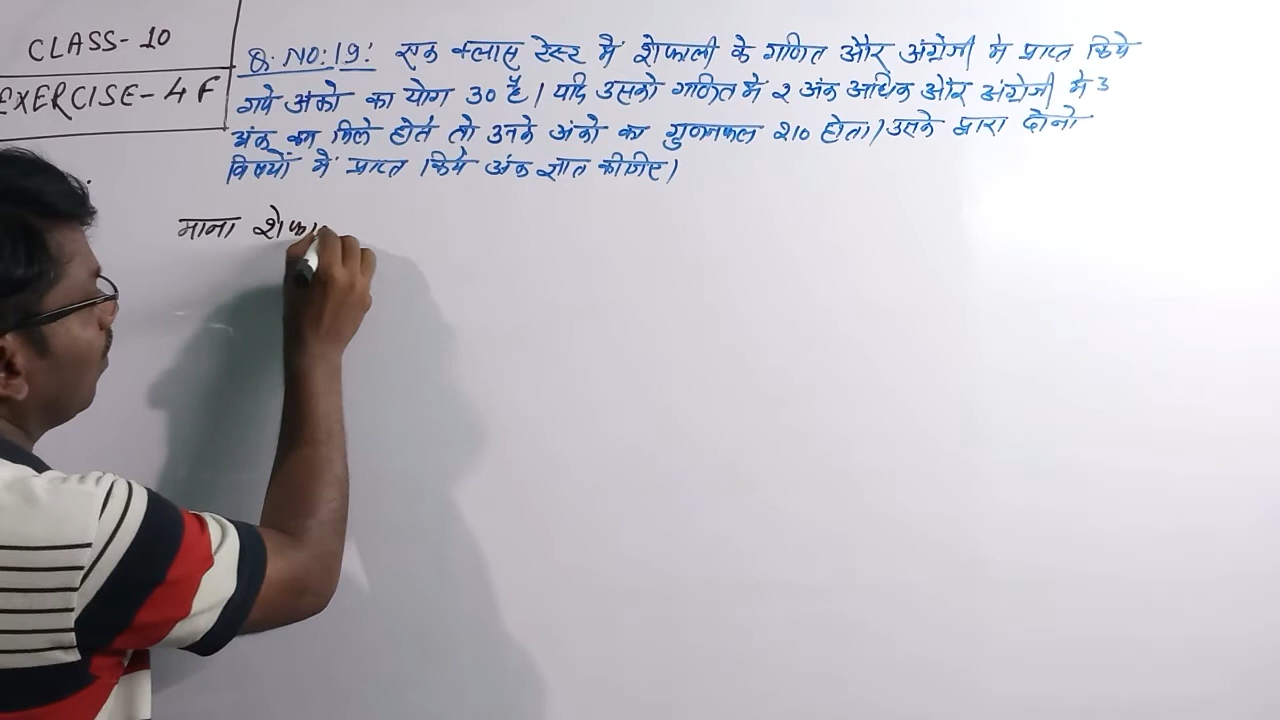 CLASS-10
EXERCISE-4F
Q.NO:19: एक क्लास टेस्ट में शेफाली के गणित और अंग्रेजी में प्राप्त किये
गये अंको का योग 30 है। यदि उसको गणित में 2 अंक अधिक और अंग्रेजी में 3
अंक कम मिले होते तो उनके अंको का गुणनफल 210 होता। उसके द्वारा दोनो
विषयों में प्राप्त किये अंक ज्ञात कीजिए।
माना शेफा